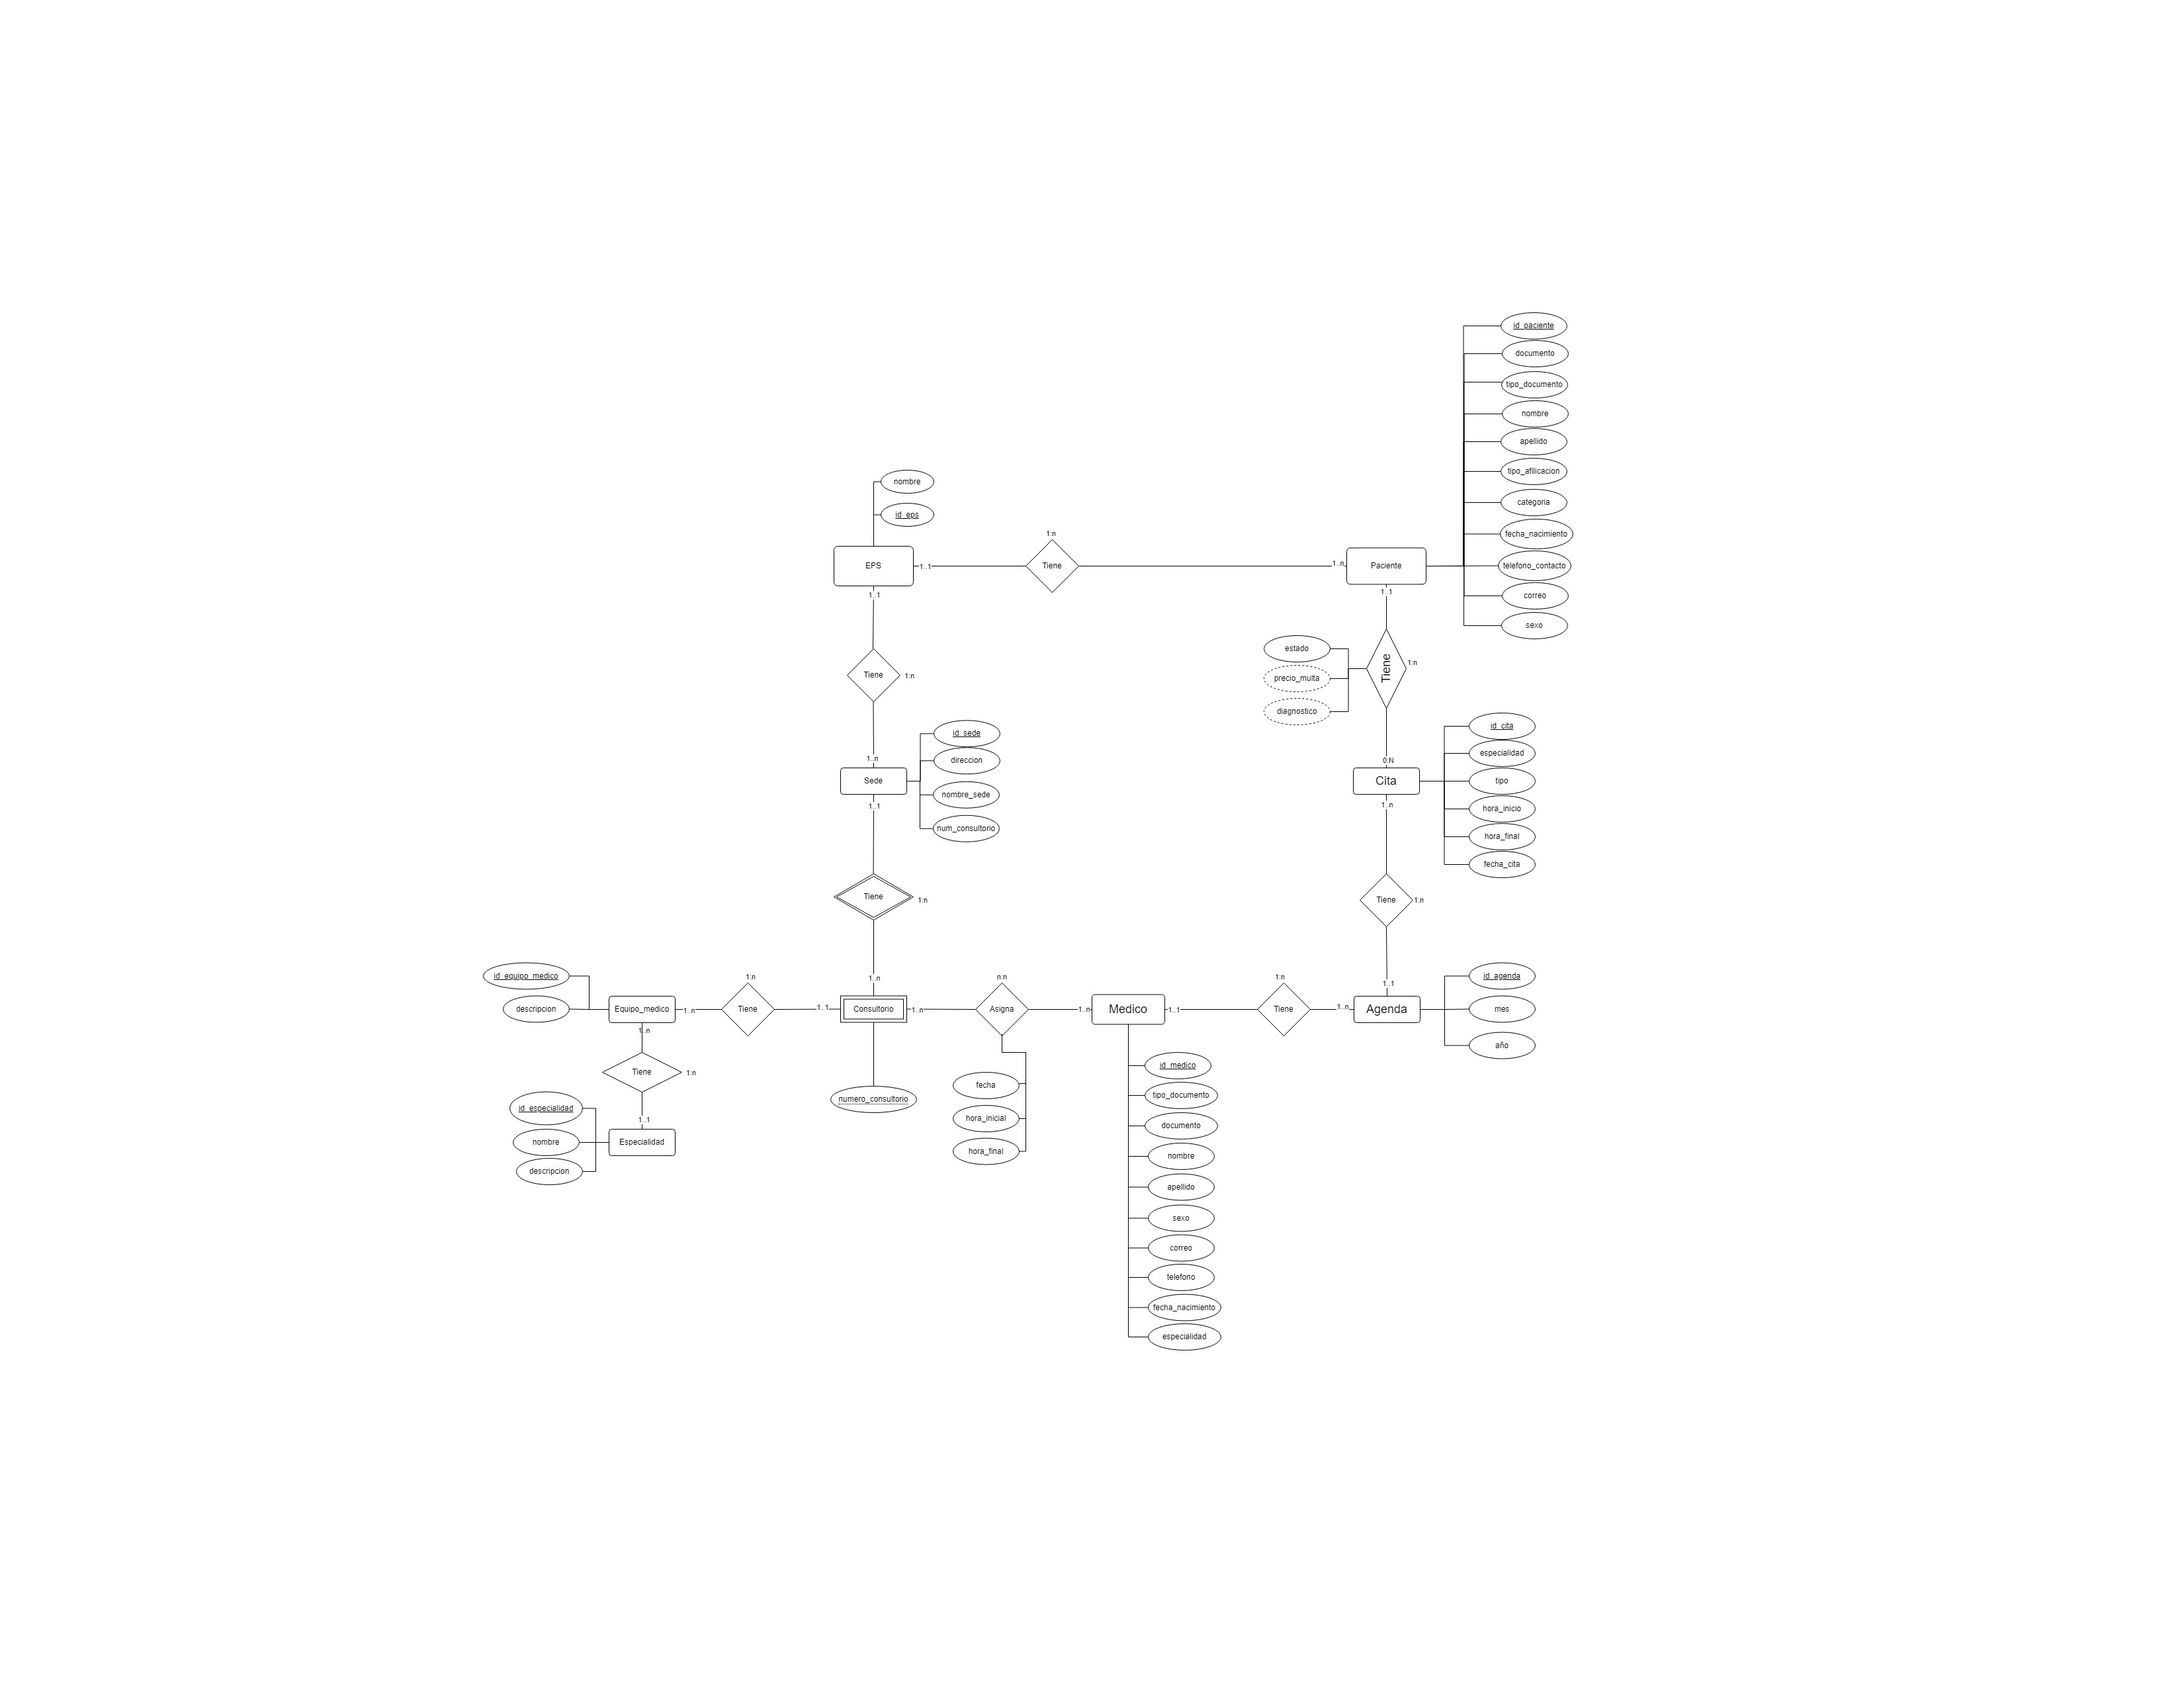 id_paciente
documento
tipo_documento
nombre
apellido
tipo_afilicacion
categoria
fecha_nacimiento
telefono_contacto
correo
sexo
nombre
id_eps
EPS
1..1
1:n
Tiene
1..n
Paciente
1..1
1..1
Tiene
1:n
estado
precio_multa
diagnostico
Tiene
1:n
1..n
Sede
1..1
id_sede
direccion
nombre_sede
num_consultorio
0:N
Cita
1..n
id_cita
especialidad
tipo
hora_inicio
hora_final
fecha_cita
Tiene
1:n
Tiene
1:n
id_equipo_medico
descripcion
Equipo_medico
1..n
1:n
Tiene
1..1
1..n
Consultorio
1..n
n:n
Asigna
1..n
Medico
1..1
1:n
Tiene
1..n
1..1
Agenda
id_agenda
mes
año
1..n
Tiene
1:n
1..1
Especialidad
id_especialidad
nombre
descripcion
numero_consultorio
fecha
hora_inicial
hora_final
id_medico
tipo_documento
documento
nombre
apellido
sexo
correo
telefono
fecha_nacimiento
especialidad